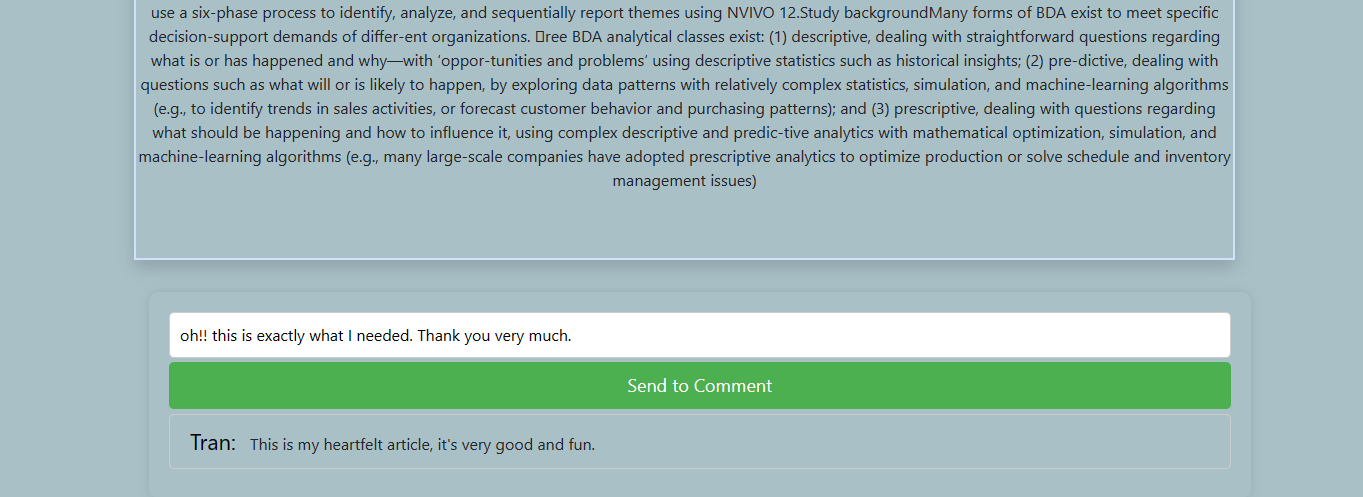 use a six-phase process to identify, analyze, and sequentially report themes using NVIVO 12.Study backgroundMany forms of BDA exist to meet specific
decision-support demands of differ-ent organizations. ree BDA analytical classes exist: (1) descriptive, dealing with straightforward questions regarding
what is or has happened and why—with ‘oppor-tunities and problems’ using descriptive statistics such as historical insights; (2) pre-dictive, dealing with
questions such as what will or is likely to happen, by exploring data patterns with relatively complex statistics, simulation, and machine-learning algorithms
(e.g., to identify trends in sales activities, or forecast customer behavior and purchasing patterns); and (3) prescriptive, dealing with questions regarding
what should be happening and how to influence it, using complex descriptive and predic-tive analytics with mathematical optimization, simulation, and
machine-learning algorithms (e.g., many large-scale companies have adopted prescriptive analytics to optimize production or solve schedule and inventory
management issues)
oh!! this is exactly what I needed. Thank you very much.
Send to Comment
Tran: This is my heartfelt article, it's very good and fun.